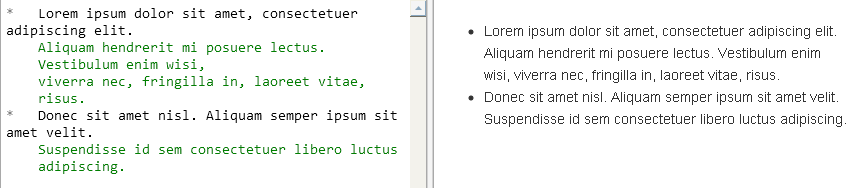 *   Lorem ipsum dolor sit amet, consectetuer
adipiscing elit.
    Aliquam hendrerit mi posuere lectus.
    Vestibulum enim wisi,
    viverra nec, fringilla in, laoreet vitae,
    risus.
*   Donec sit amet nisl. Aliquam semper ipsum sit
amet velit.
    Suspendisse id sem consectetuer libero luctus
    adipiscing.
• Lorem ipsum dolor sit amet, consectetuer adipiscing elit.
Aliquam hendrerit mi posuere lectus. Vestibulum enim
wisi, viverra nec, fringilla in, laoreet vitae, risus.
• Donec sit amet nisl. Aliquam semper ipsum sit amet velit.
Suspendisse id sem consectetuer libero luctus adipiscing.